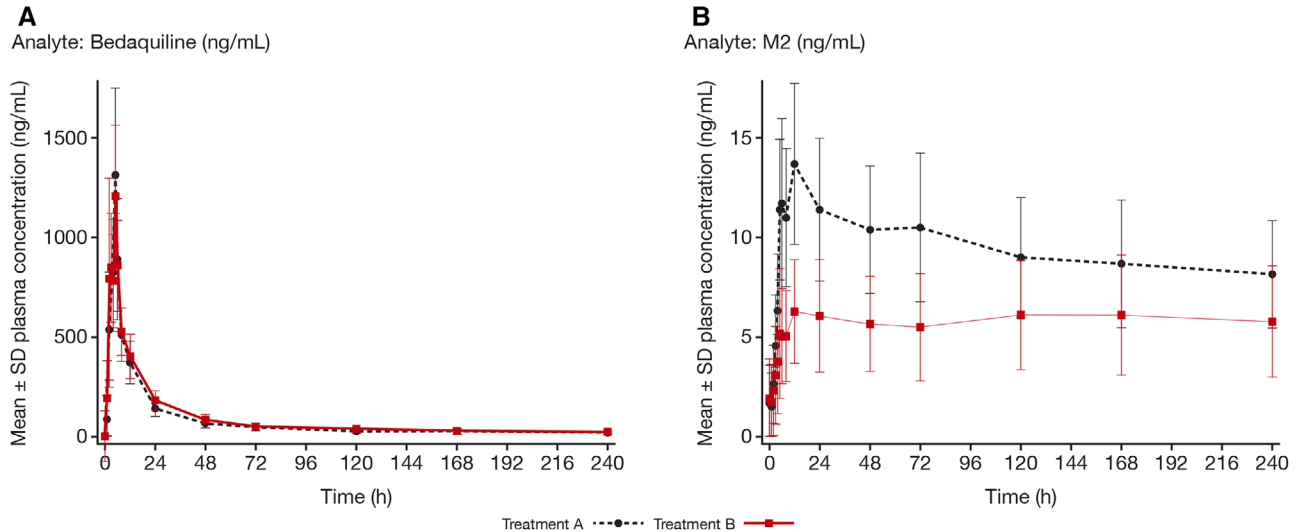 A
Analyte: Bedaquiline (ng/mL)
Mean ± SD plasma concentration (ng/mL)
1500
1000
500
0
0 24 48 72 96 120 144 168 192 216 240
Time (h)
B
Analyte: M2 (ng/mL)
Mean ± SD plasma concentration (ng/mL)
15
10
5
0
0 24 48 72 96 120 144 168 192 216 240
Time (h)
Treatment A Treatment B